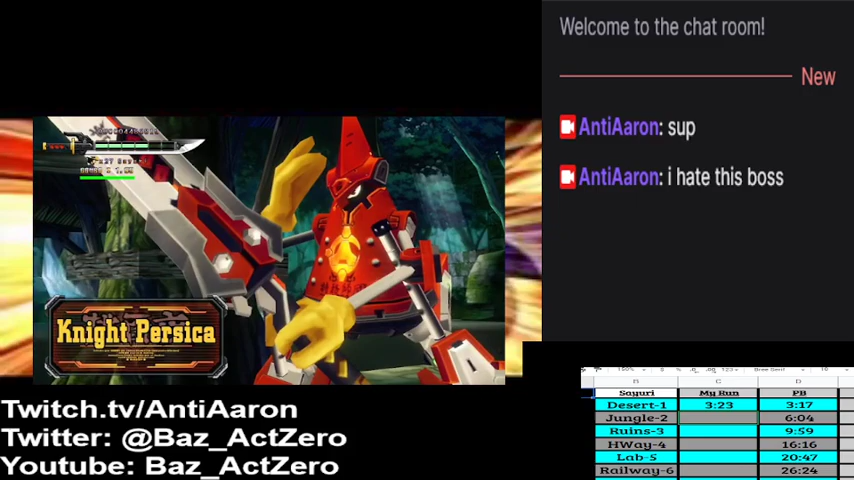 Welcome to the chat room!
New
AntiAaron: sup
AntiAaron: i hate this boss
Knight Persica
Twitch.tv/AntiAaron
Twitter: @Baz_ActZero
Youtube: Baz_ActZero
Sayuri My Run PB
Desert-1 3:23 3:17
Jungle-2 6:04
Ruins-3 9:59
HWay-4 16:16
Lab-5 20:47
Railway-6 26:24